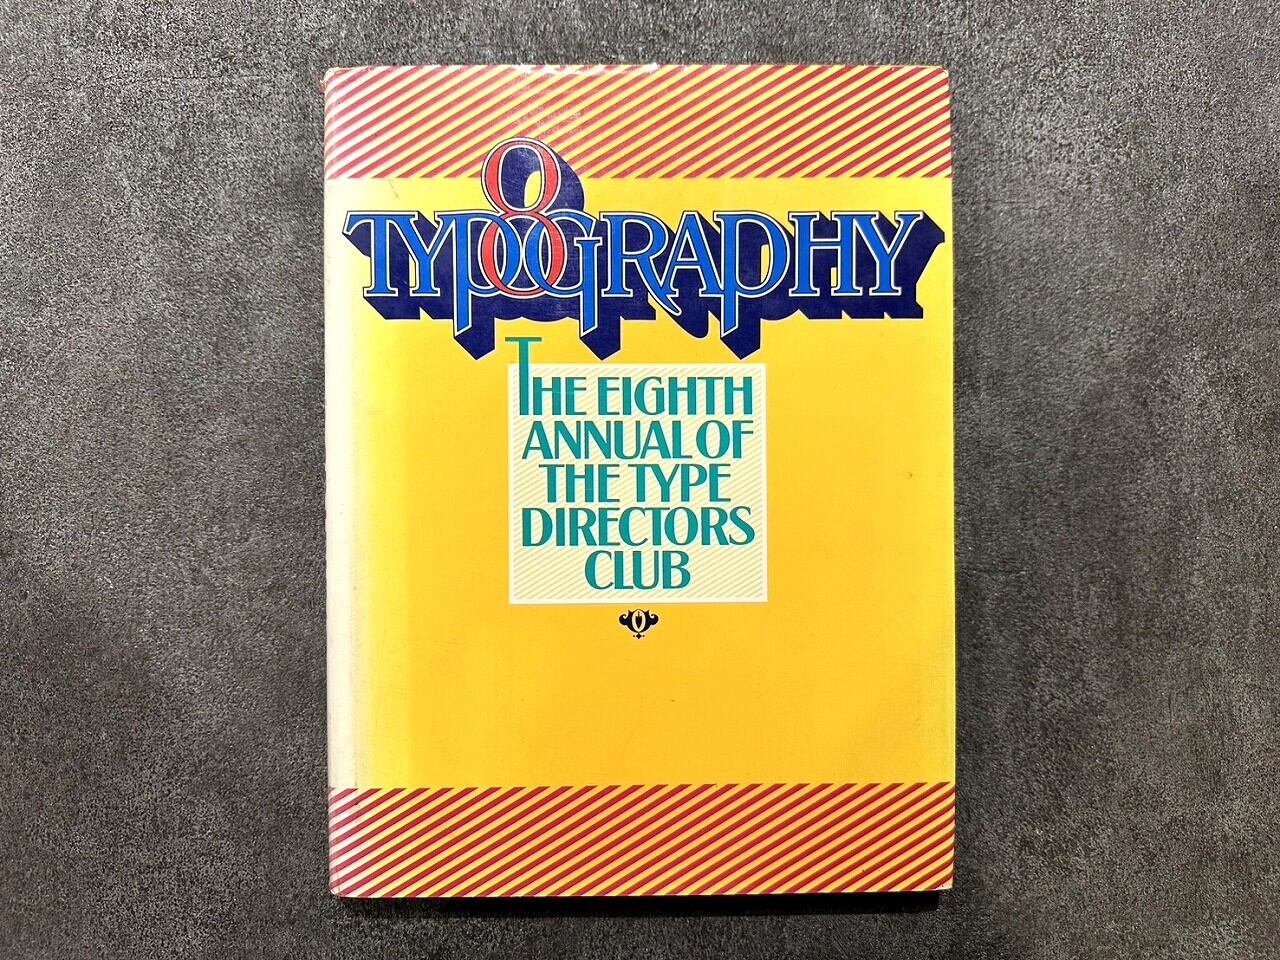 TYPOGRAPHY 8
THE EIGHTH
ANNUAL OF
THE TYPE
DIRECTORS
CLUB